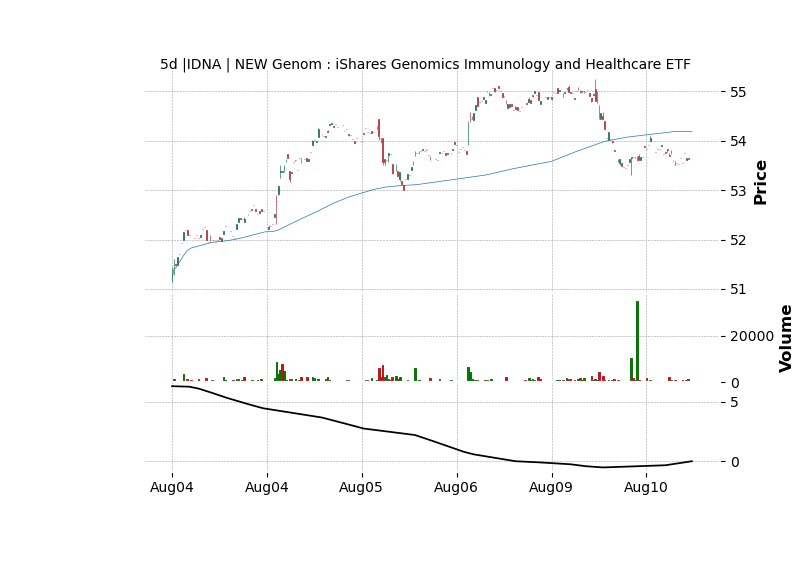 5d |IDNA | NEW Genom : iShares Genomics Immunology and Healthcare ETF
55
54
53
52
51
Price
20000
0
Volume
5
0
Aug04 Aug04 Aug05 Aug06 Aug09 Aug10